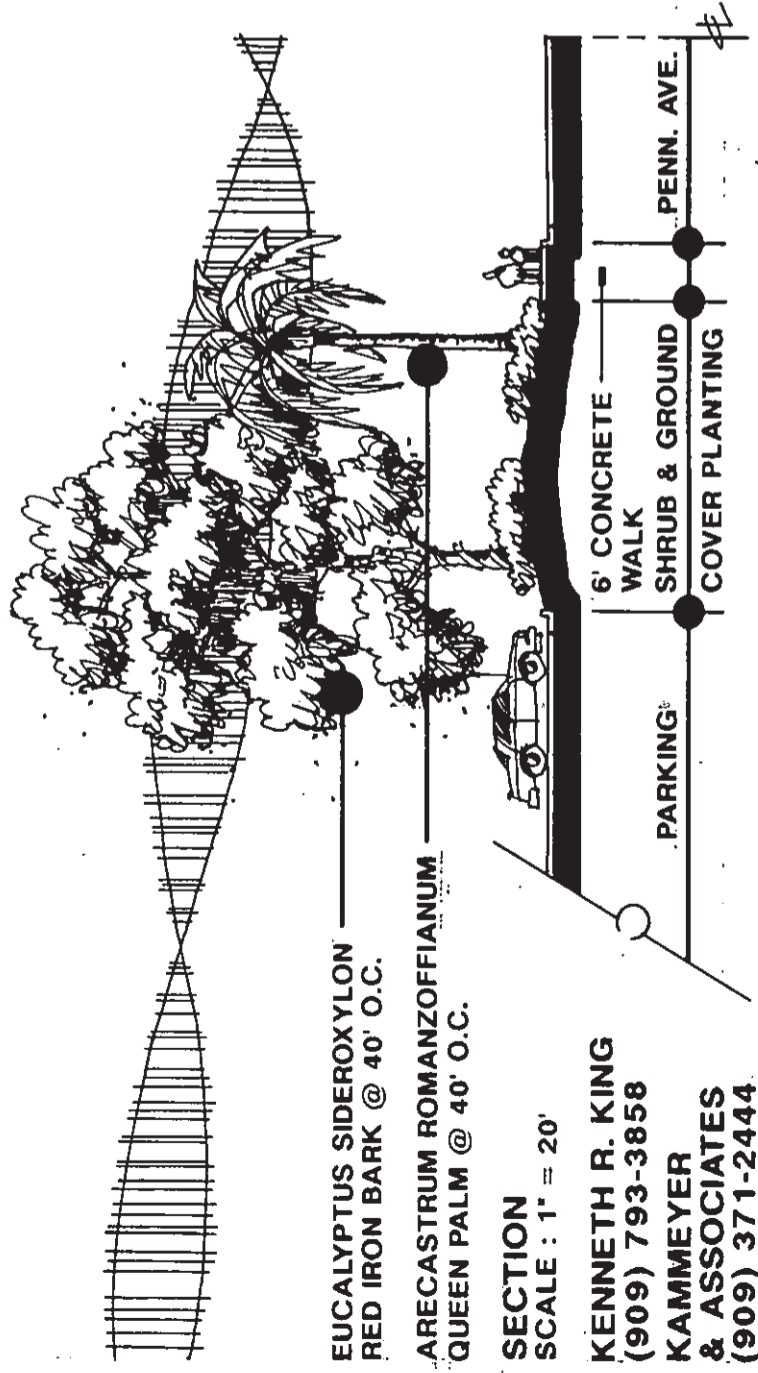 EUCALYPTUS SIDEROXYLON
RED IRON BARK @ 40' O.C.
ARECASTRUM ROMANZOFFIANUM
QUEEN PALM @ 40' O.C.
SECTION
SCALE : 1" = 20'
KENNETH R. KING
(909) 793-3858
KAMMEYER
& ASSOCIATES
(909) 371-2444
PARKING
6' CONCRETE
WALK
SHRUB & GROUND
COVER PLANTING
PENN. AVE.